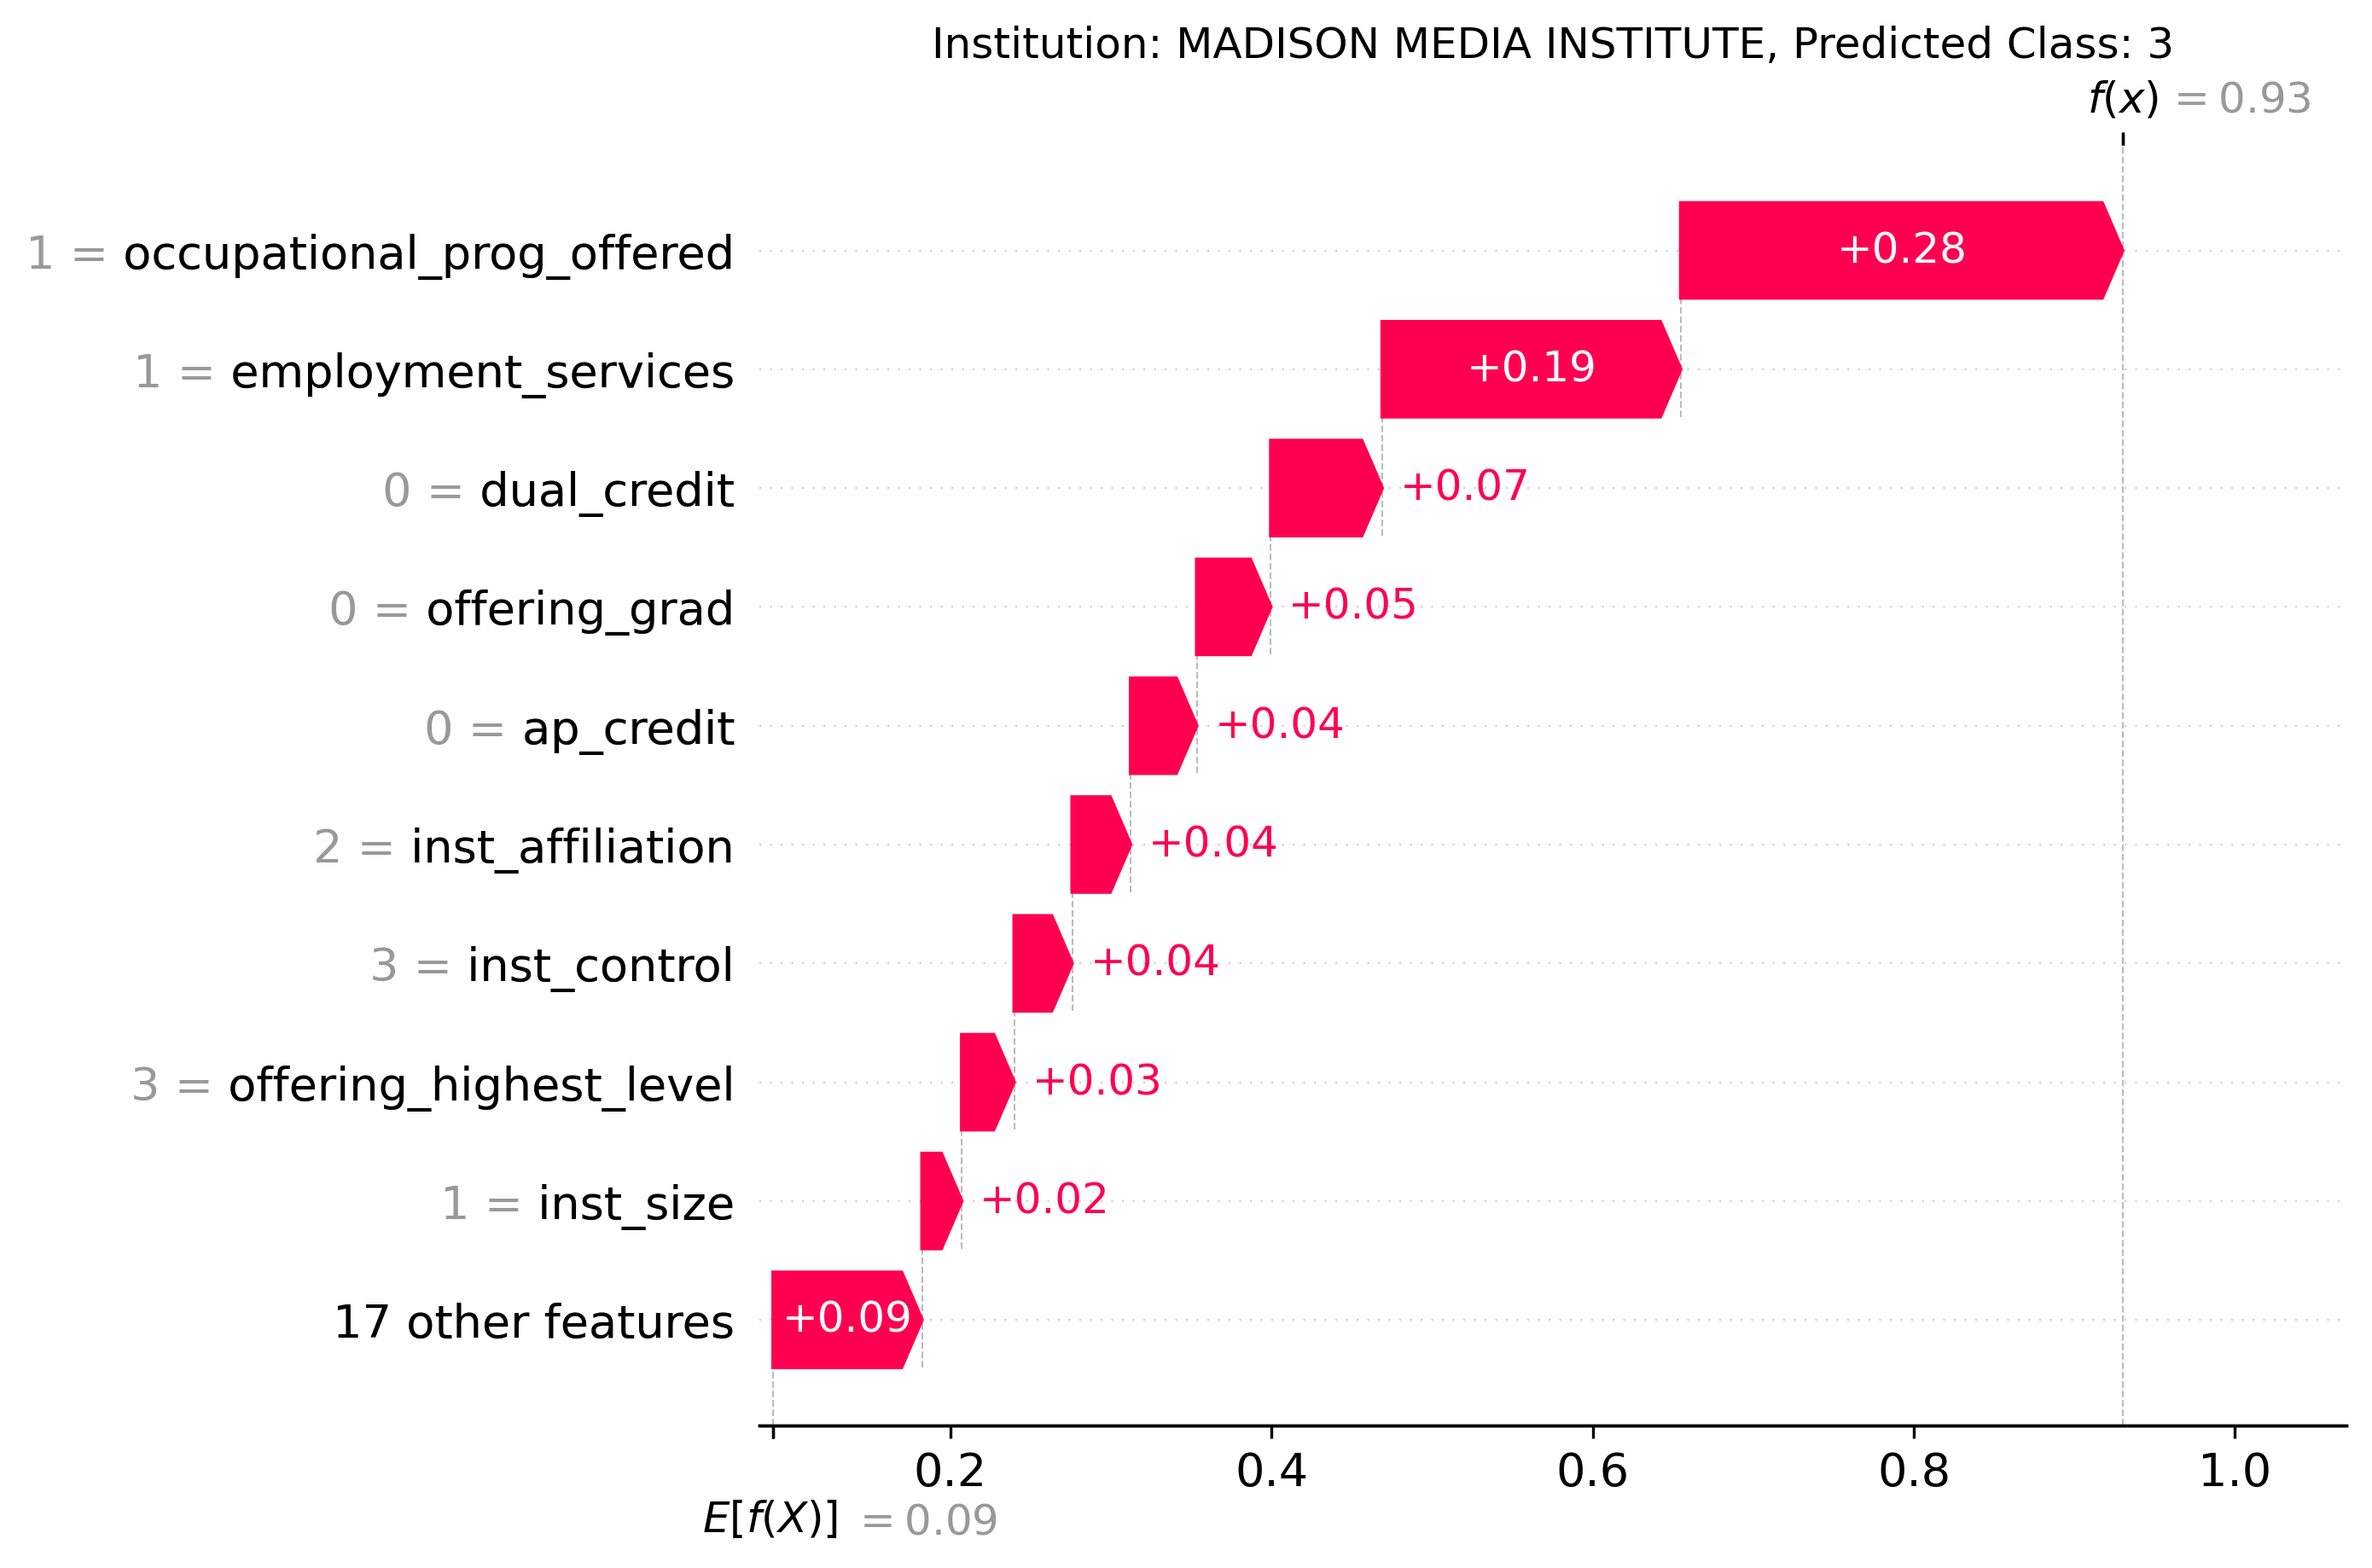 Institution: MADISON MEDIA INSTITUTE, Predicted Class: 3
f(x) = 0.93
1 = occupational_prog_offered +0.28
1 = employment_services +0.19
0 = dual_credit +0.07
0 = offering_grad +0.05
0 = ap_credit +0.04
2 = inst_affiliation +0.04
3 = inst_control +0.04
3 = offering_highest_level +0.03
1 = inst_size +0.02
17 other features +0.09
0.2 0.4 0.6 0.8 1.0
E[f(X)] = 0.09